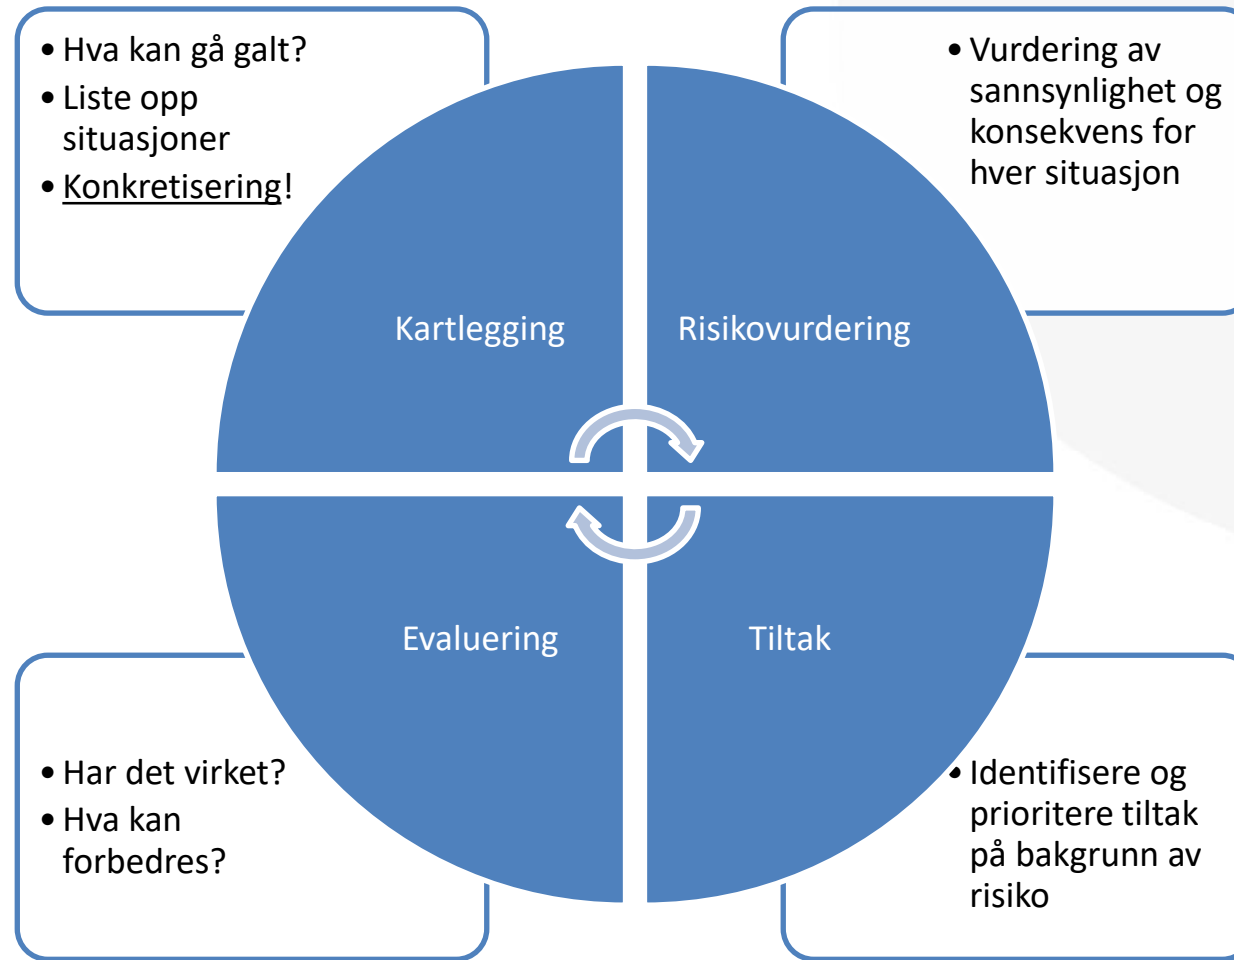 • Hva kan gå galt?
• Liste opp
situasjoner
• Konkretisering!
• Vurdering av
sannsynlighet og
konsekvens for
hver situasjon
Kartlegging
Risikovurdering
Evaluering
Tiltak
• Har det virket?
• Hva kan
forbedres?
• Identifisere og
prioritere tiltak
på bakgrunn av
risiko